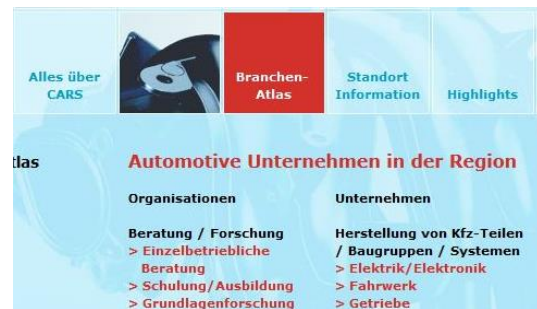 Alles über
CARS
Branchen-
Atlas
Standort
Information
Highlights
tlas
Automotive Unternehmen in der Region
Organisationen
Beratung / Forschung
> Einzelbetriebliche
Beratung
> Schulung/Ausbildung
> Grundlagenforschung
Unternehmen
Herstellung von Kfz-Teilen
/ Baugruppen / Systemen
> Elektrik/Elektronik
> Fahrwerk
> Getriebe